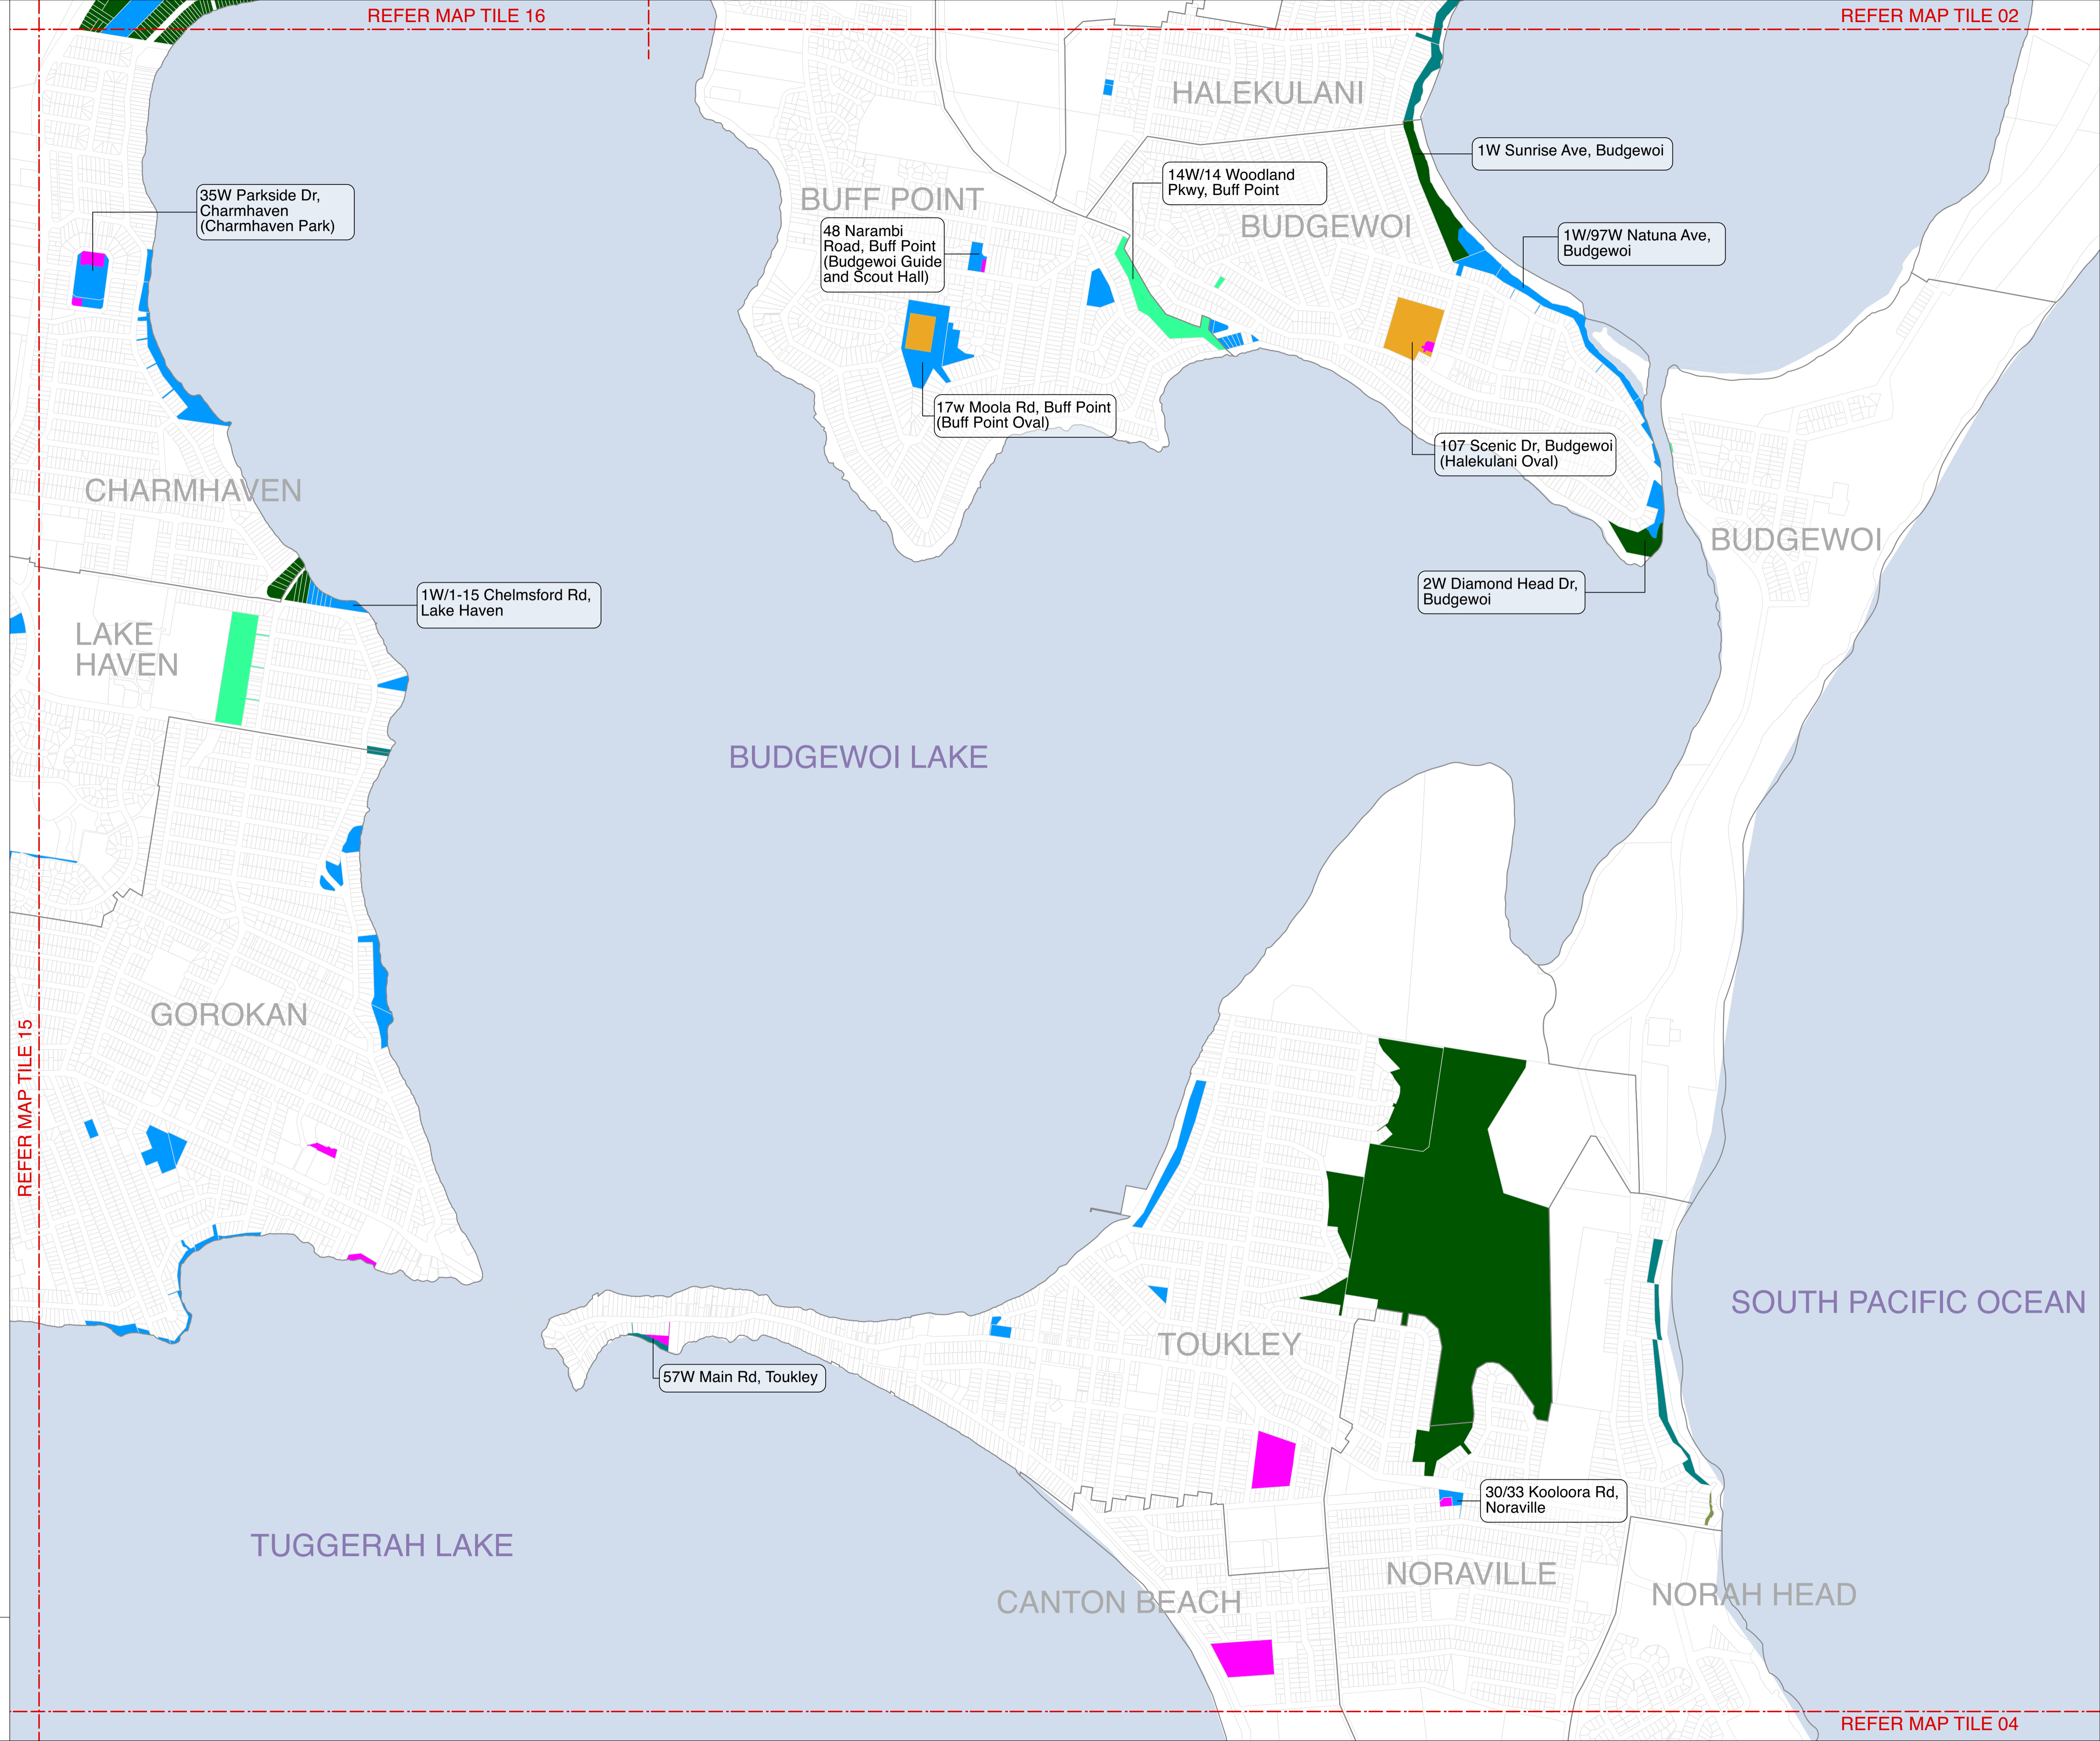 REFER MAP TILE 16
REFER MAP TILE 02
HALEKULANI
1W Sunrise Ave, Budgewoi
14W/14 Woodland
Pkwy, Buff Point
35W Parkside Dr,
Charmhaven
(Charmhaven Park)
BUFF POINT
BUDGEWOI
48 Narambi
Road, Buff Point
(Budgewoi Guide
and Scout Hall)
1W/97W Natuna Ave,
Budgewoi
17w Moola Rd, Buff Point
(Buff Point Oval)
107 Scenic Dr, Budgewoi
(Halekulani Oval)
CHARMHAVEN
BUDGEWOI
2W Diamond Head Dr,
Budgewoi
1W/1-15 Chelmsford Rd,
Lake Haven
LAKE
HAVEN
BUDGEWOI LAKE
GOROKAN
REFER MAP TILE 15
SOUTH PACIFIC OCEAN
TOUKLEY
57W Main Rd, Toukley
30/33 Kooloora Rd,
Noraville
TUGGERAH LAKE
NORAVILLE
CANTON BEACH
NORAH HEAD
REFER MAP TILE 04